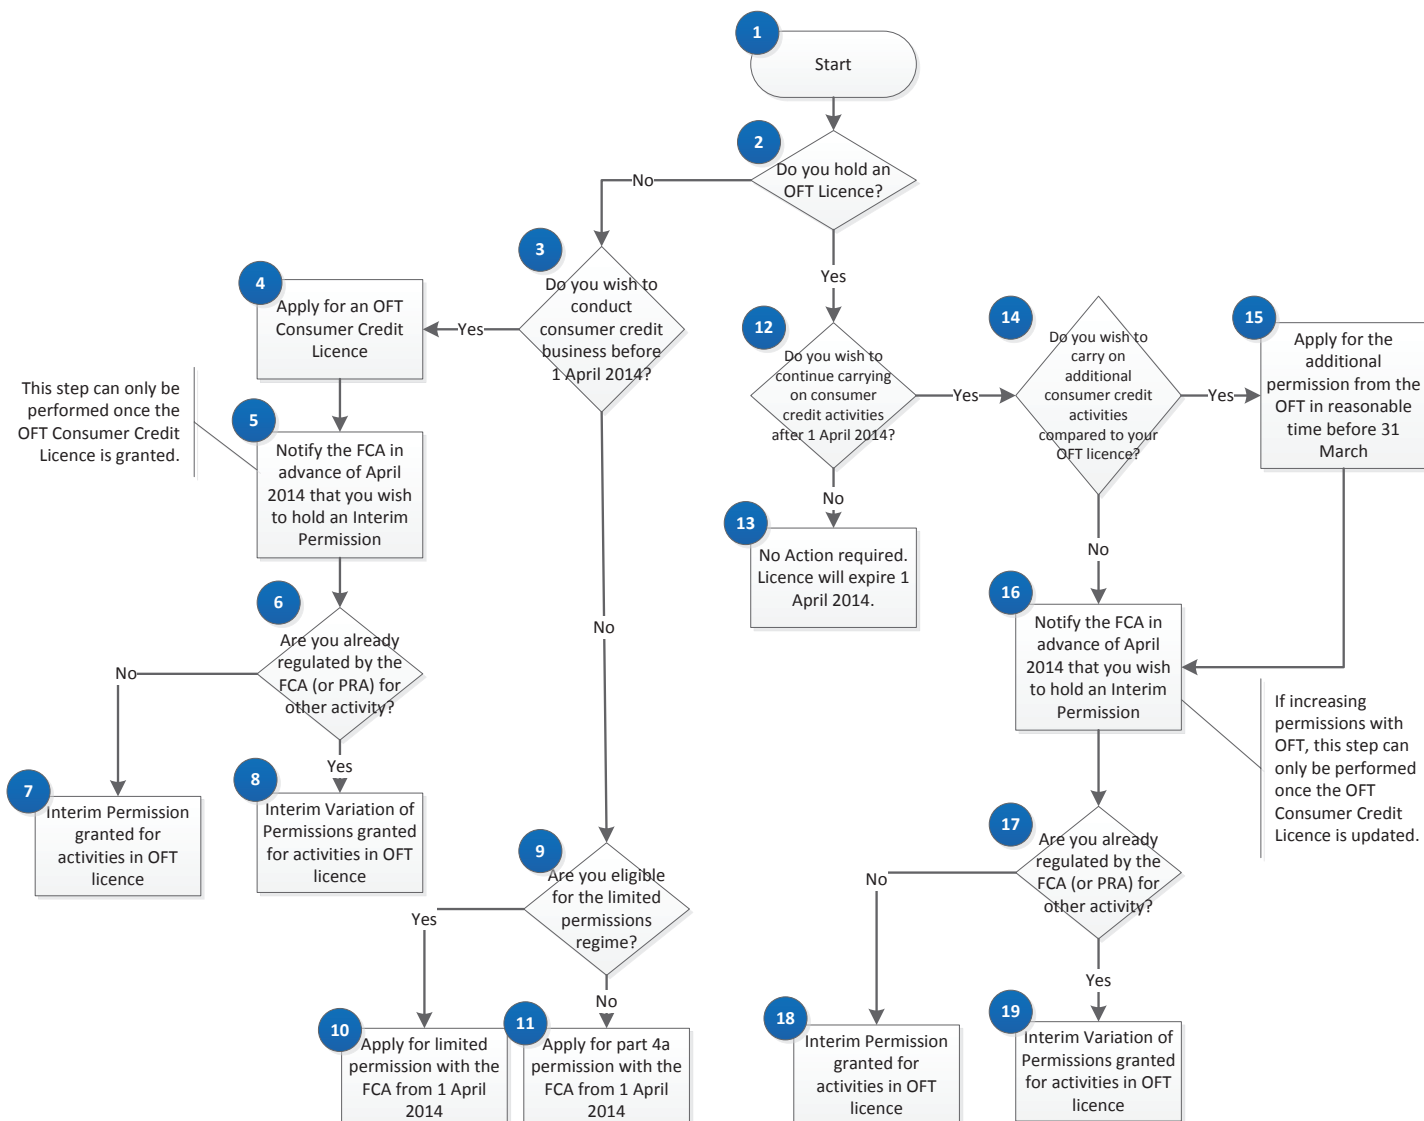 1
Start
2
Do you hold an
OFT Licence?
No
Yes
3
Do you wish to
conduct
consumer credit
business before
1 April 2014?
Yes
No
4
Apply for an OFT
Consumer Credit
Licence
This step can only be
performed once the
OFT Consumer Credit
Licence is granted.
5
Notify the FCA in
advance of April
2014 that you wish
to hold an Interim
Permission
6
Are you already
regulated by the
FCA (or PRA) for
other activity?
No
Yes
7
Interim Permission
granted for
activities in OFT
licence
8
Interim Variation of
Permissions granted
for activities in OFT
licence
9
Are you eligible
for the limited
permissions
regime?
Yes
No
10
Apply for limited
permission with the
FCA from 1 April
2014
11
Apply for part 4a
permission with the
FCA from 1 April
2014
12
Do you wish to
continue carrying
on consumer
credit activities
after 1 April 2014?
Yes
No
13
No Action required.
Licence will expire 1
April 2014.
14
Do you wish to
carry on
additional
consumer credit
activities
compared to your
OFT licence?
Yes
No
15
Apply for the
additional
permission from the
OFT in reasonable
time before 31
March
16
Notify the FCA in
advance of April
2014 that you wish
to hold an Interim
Permission
If increasing
permissions with
OFT, this step can
only be performed
once the OFT
Consumer Credit
Licence is updated.
17
Are you already
regulated by the
FCA (or PRA) for
other activity?
No
Yes
18
Interim Permission
granted for
activities in OFT
licence
19
Interim Variation of
Permissions granted
for activities in OFT
licence